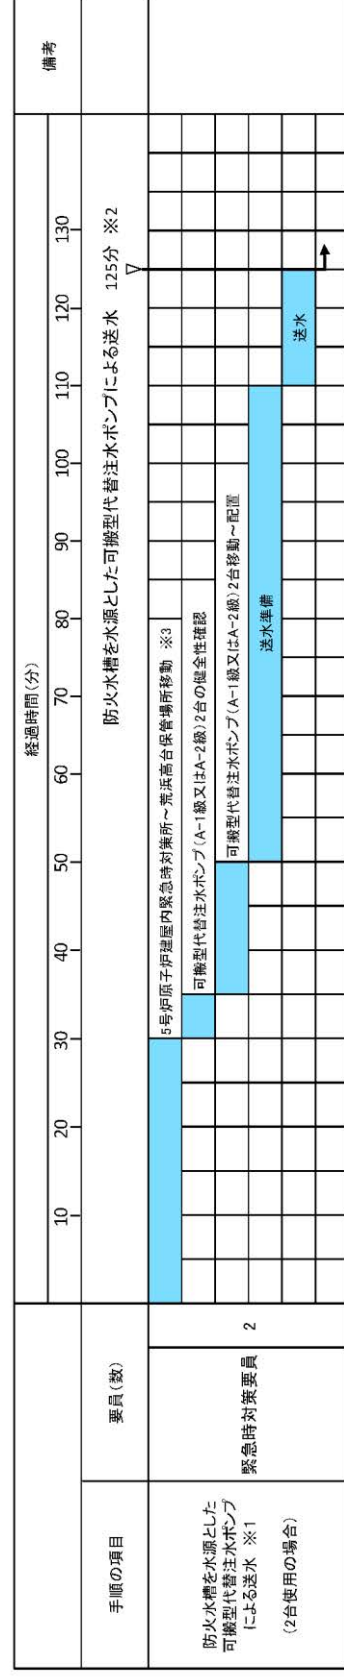 手順の項目
要員(数)
経過時間(分)
備考
10
20
30
40
50
60
70
80
90
100
110
120
130
防火水槽を水源とした可搬型代替注水ポンプによる送水　125分　※2
防火水槽を水源とした
可搬型代替注水ポンプ
による送水　※1
(2台使用の場合)
緊急時対策要員
2
5号炉原子炉建屋内緊急時対策所～荒浜高台保管場所移動　※3
可搬型代替注水ポンプ(A-1級又はA-2級)2台の健全性確認
可搬型代替注水ポンプ(A-1級又はA-2級)2台移動～配置
送水準備
送水